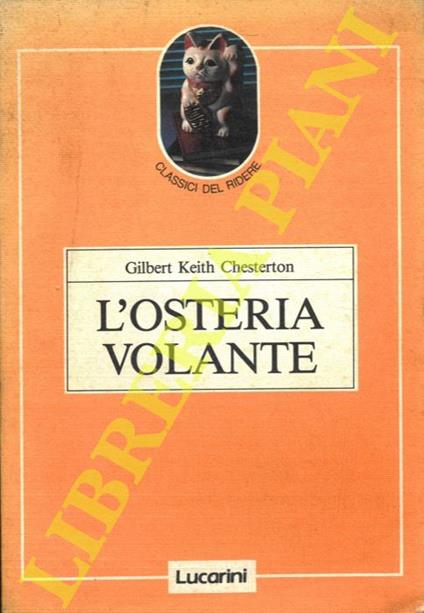 CLASSICI DEL RIDERE
Gilbert Keith Chesterton
L'OSTERIA
VOLANTE
Lucarini
LIBRERIA PIANI